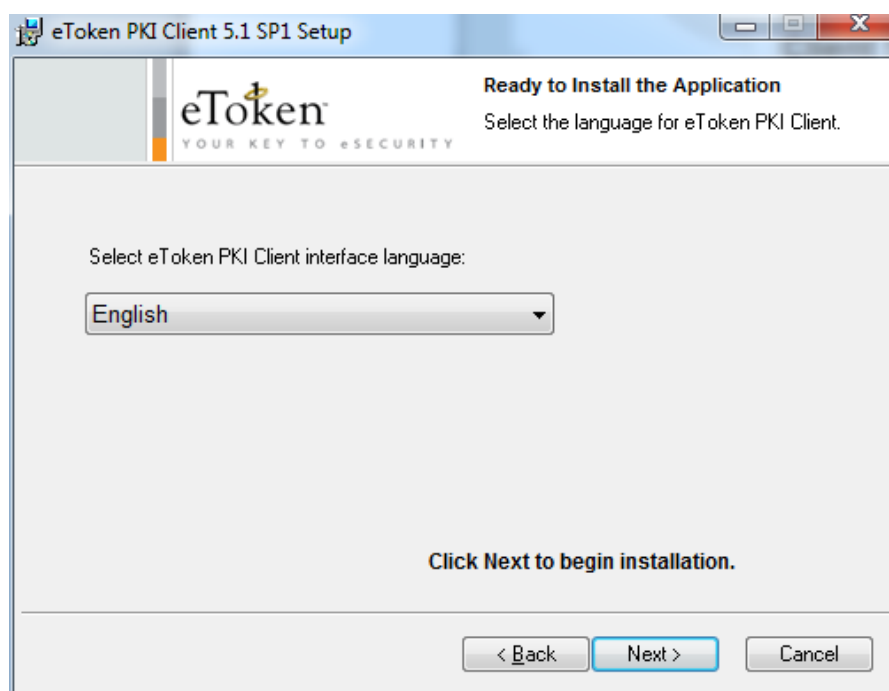 eToken PKI Client 5.1 SP1 Setup
eToken
YOUR KEY TO eSECURITY
Ready to Install the Application
Select the language for eToken PKI Client.
Select eToken PKI Client interface language:
English
Click Next to begin installation.
< Back
Next >
Cancel